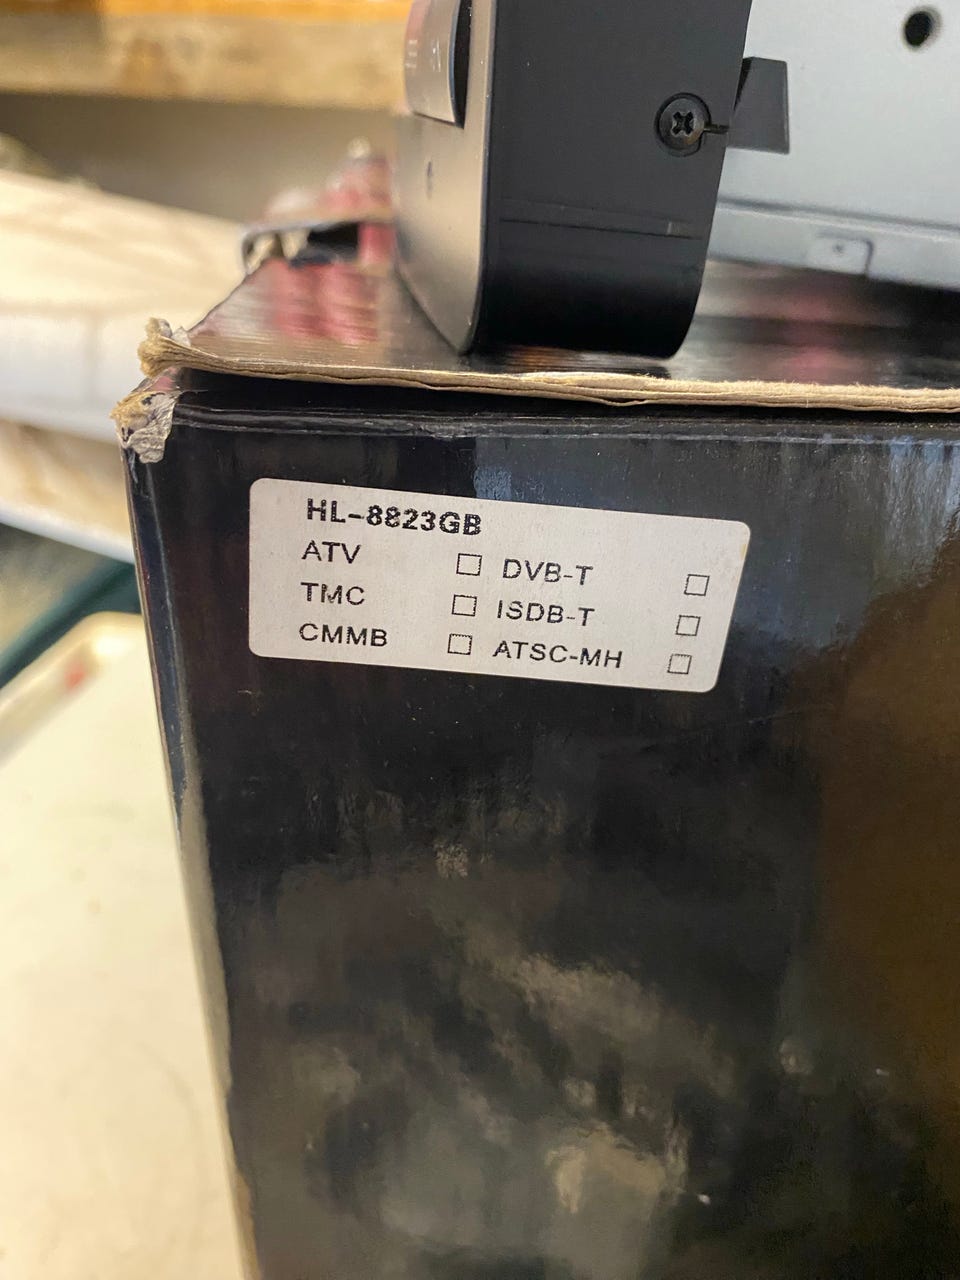 HL-8823GB
ATV □ DVB-T □
TMC □ ISDB-T □
CMMB □ ATSC-MH □